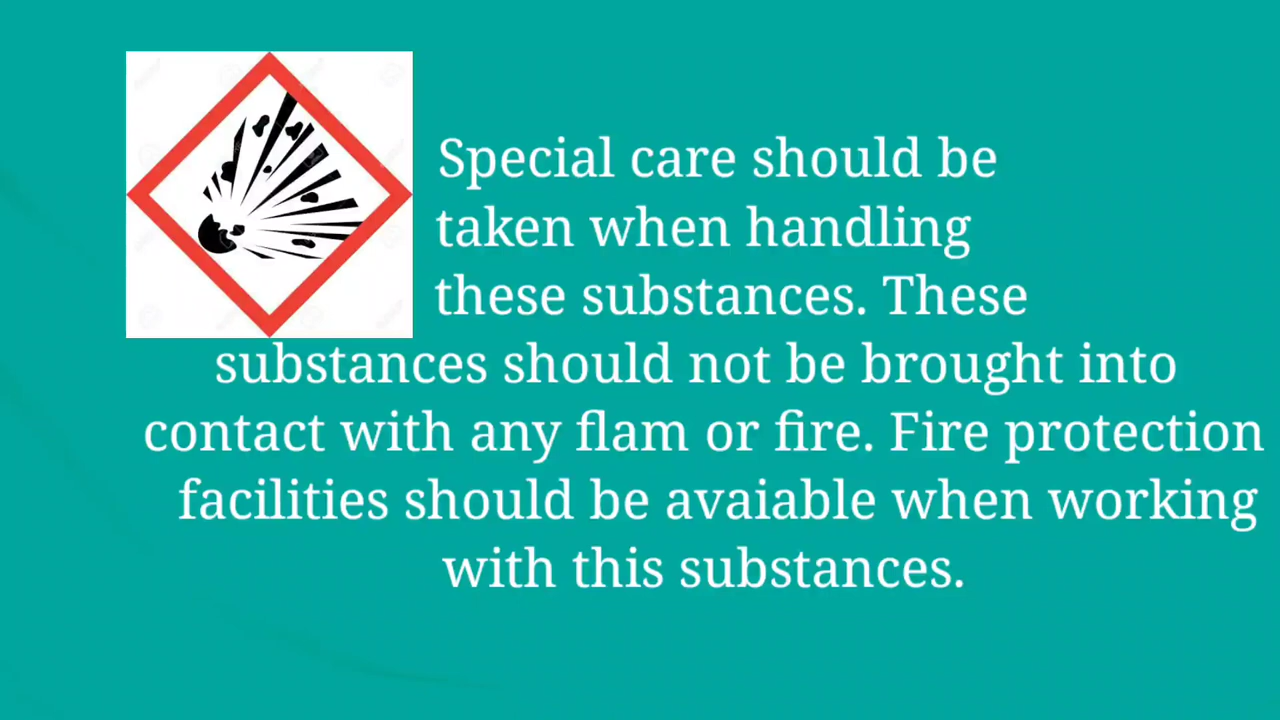 Special care should be
taken when handling
these substances. These
substances should not be brought into
contact with any flam or fire. Fire protection
facilities should be avaiable when working
with this substances.